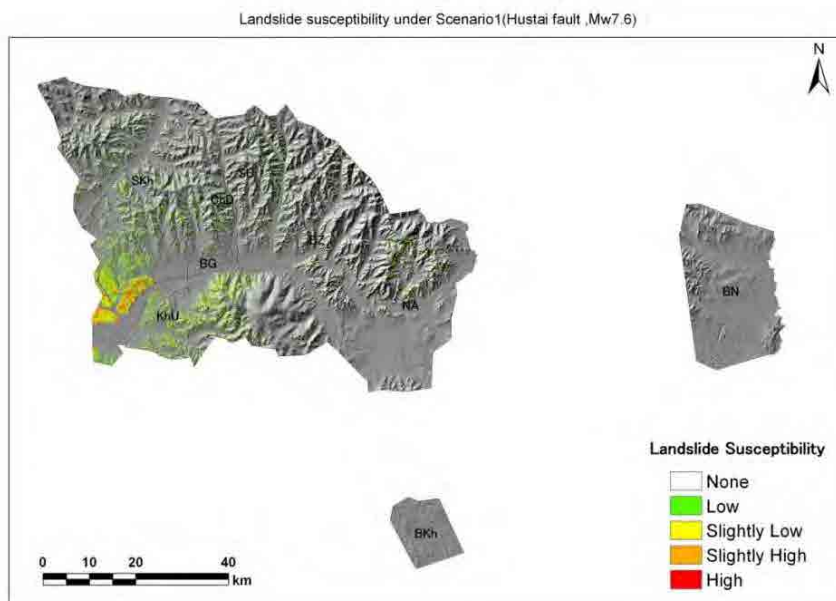 Landslide susceptibility under Scenario1(Hustai fault ,Mw7.6)
N
SKh
SB
ChD
BZ
BG
BN
NA
KhU
Landslide Susceptibility
None
Low
Slightly Low
Slightly High
High
BKh
0 10 20 40
km